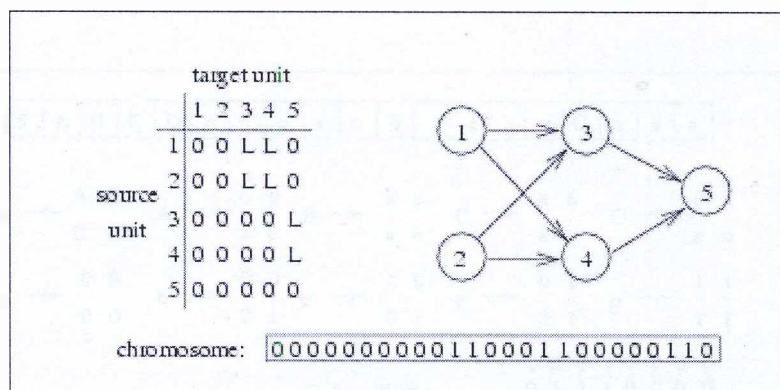 target unit
1 2 3 4 5
1 0 0 L L 0
2 0 0 L L 0
source
unit
3 0 0 0 0 L
4 0 0 0 0 L
5 0 0 0 0 0
1
3
5
2
4
chromosome: 0000000000110001100000110